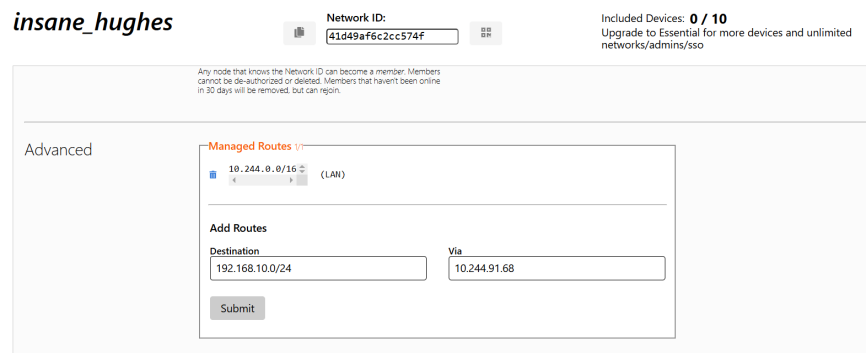 insane_hughes
Network ID:
41d49af6c2cc574f
Included Devices: 0 / 10
Upgrade to Essential for more devices and unlimited
networks/admins/sso
Any node that knows the Network ID can become a member. Members
cannot be de-authorized or deleted. Members that haven't been online
in 30 days will be removed, but can rejoin.
Advanced
Managed Routes 1/1
10.244.0.0/16 (LAN)
Add Routes
Destination
192.168.10.0/24
Via
10.244.91.68
Submit